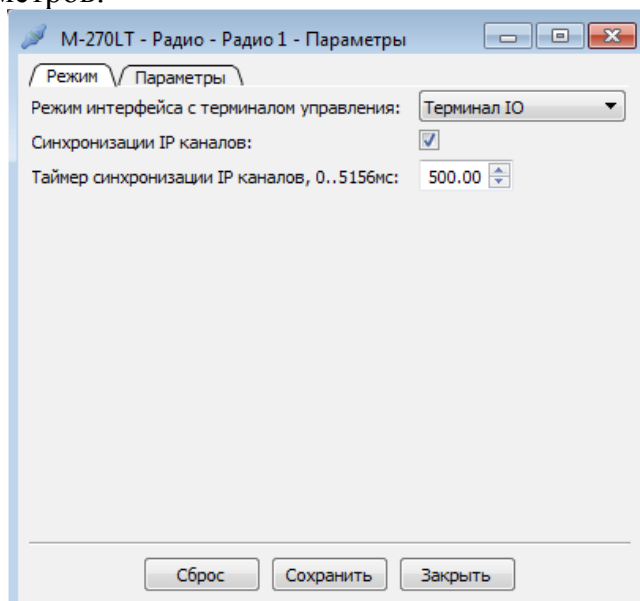 метров.
M-270LT - Радио - Радио 1 - Параметры
Режим Параметры
Режим интерфейса с терминалом управления: Терминал IO
Синхронизации IP каналов:
Таймер синхронизации IP каналов, 0..5156мс: 500.00
Сброс Сохранить Закрыть